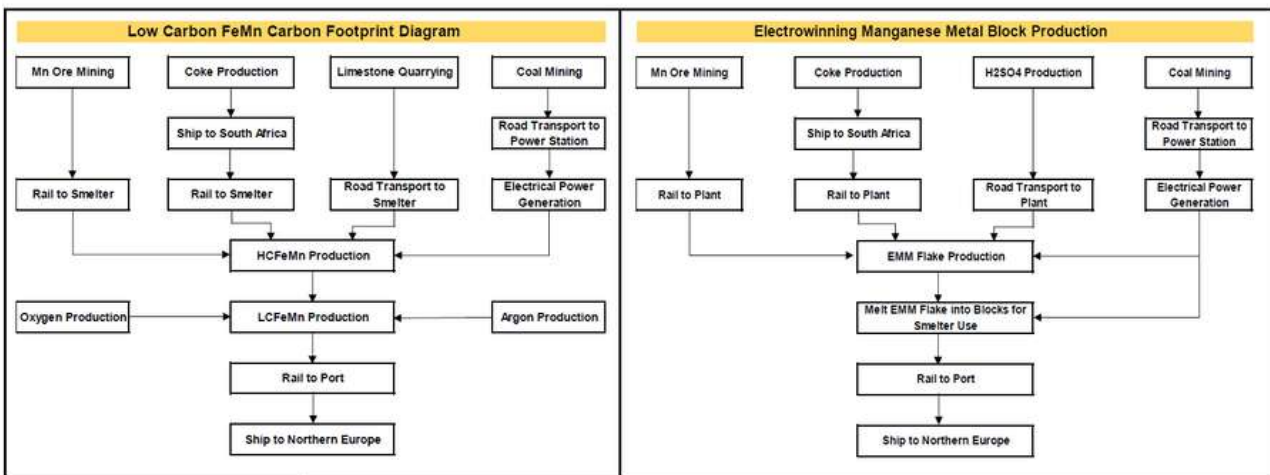 Low Carbon FeMn Carbon Footprint Diagram
Mn Ore Mining
Coke Production
Limestone Quarrying
Coal Mining
Ship to South Africa
Road Transport to
Power Station
Rail to Smelter
Rail to Smelter
Road Transport to
Smelter
Electrical Power
Generation
HCFeMn Production
Oxygen Production
LCFeMn Production
Argon Production
Rail to Port
Ship to Northern Europe
Electrowinning Manganese Metal Block Production
Mn Ore Mining
Coke Production
H2SO4 Production
Coal Mining
Ship to South Africa
Road Transport to
Power Station
Rail to Plant
Rail to Plant
Road Transport to
Plant
Electrical Power
Generation
EMM Flake Production
Melt EMM Flake into Blocks for
Smelter Use
Rail to Port
Ship to Northern Europe